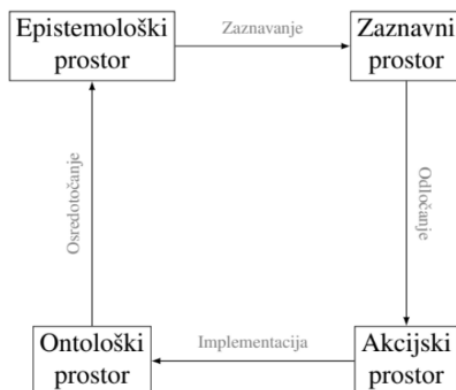 Epistemološki
prostor
Zaznavanje
Zaznavni
prostor
Osredotočanje
Odločanje
Ontološki
prostor
Implementacija
Akcijski
prostor